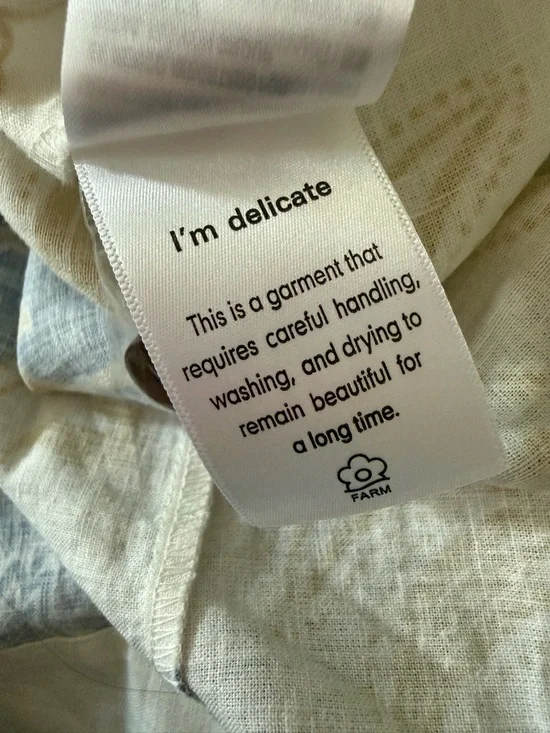 I'm delicate
This is a garment that
requires careful handling,
washing, and drying to
remain beautiful for
a long time.
FARM